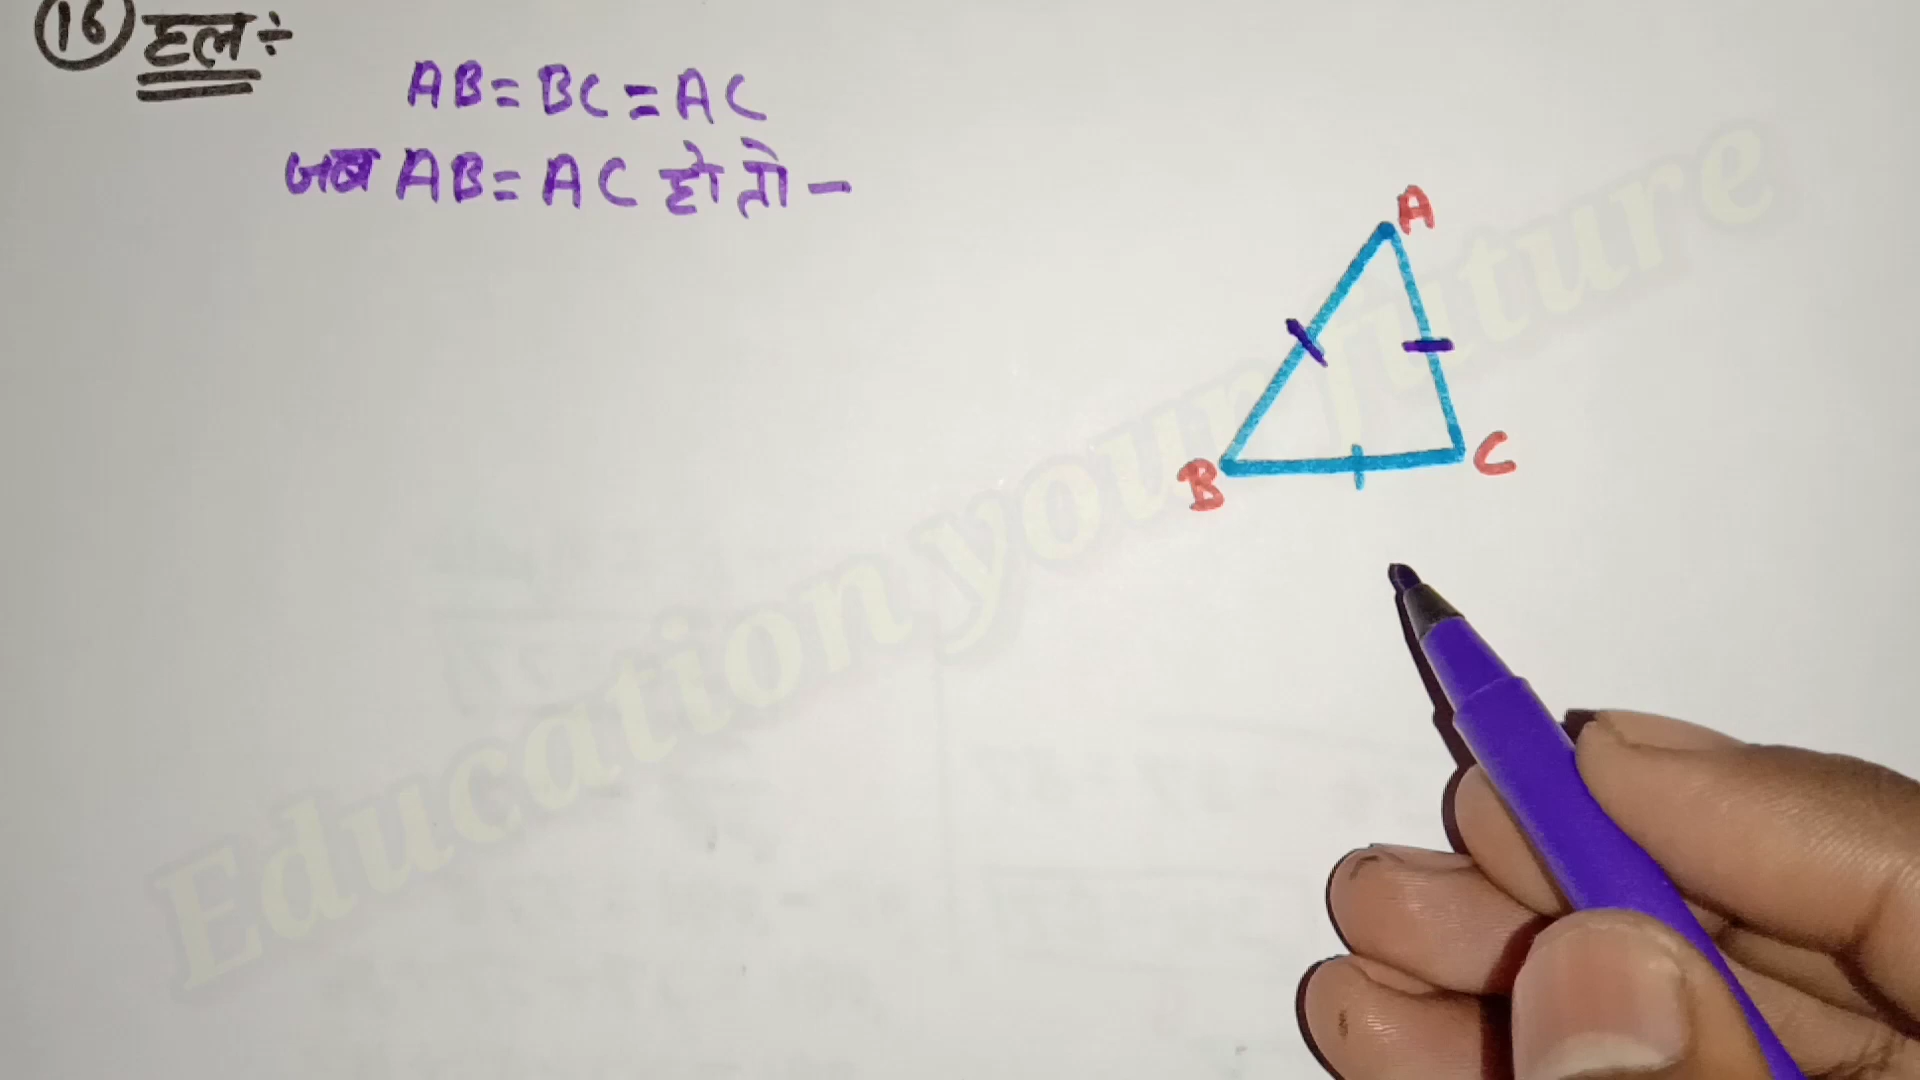 16 हल ÷
AB = BC = AC
जब AB = AC हो तो -
A
B
C
Education your future